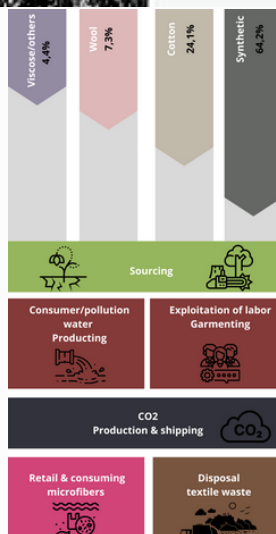 Viscose/others
4,4%
Wool
7,3%
Cotton
24,1%
Synthetic
64,2%
Sourcing
Consumer/pollution
water
Producting
Exploitation of labor
Garmenting
CO2
Production & shipping
CO2
Retail & consuming
microfibers
Disposal
textile waste